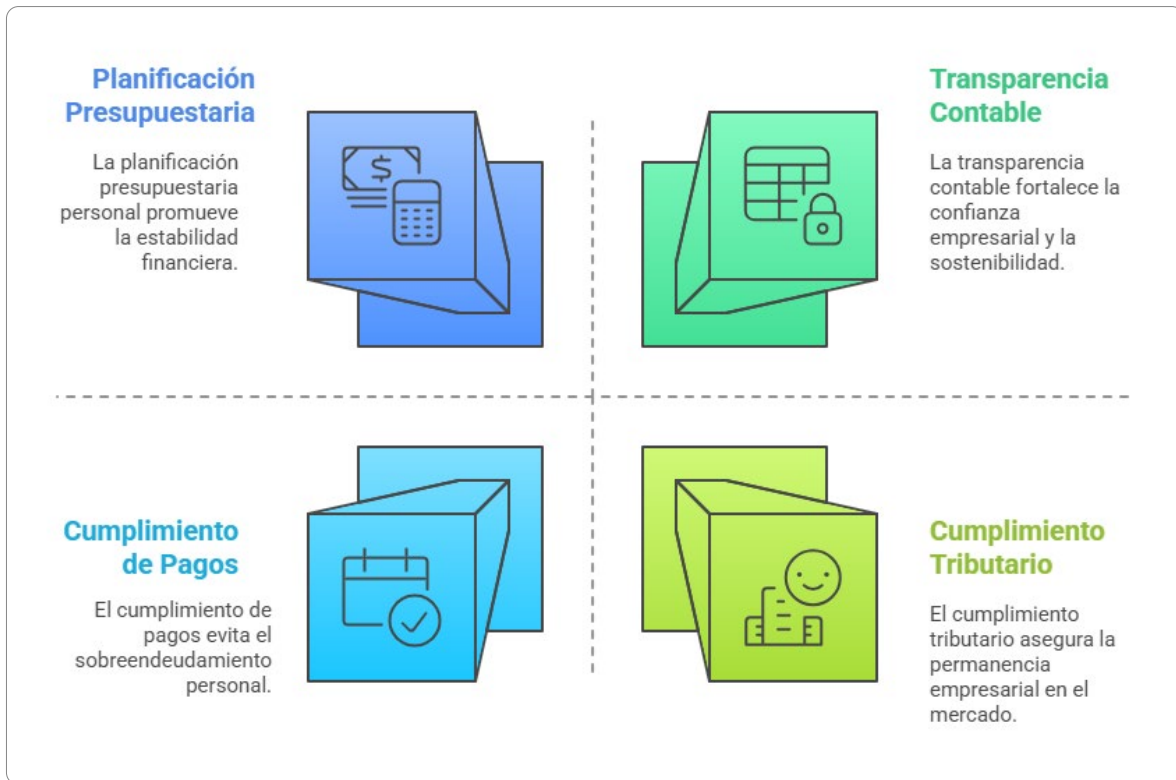 Planificación
Presupuestaria
La planificación
presupuestaria
personal promueve
la estabilidad
financiera.
Transparencia
Contable
La transparencia
contable fortalece la
confianza
empresarial y la
sostenibilidad.
Cumplimiento
de Pagos
El cumplimiento de
pagos evita el
sobreendeudamiento
personal.
Cumplimiento
Tributario
El cumplimiento
tributario asegura la
permanencia
empresarial en el
mercado.